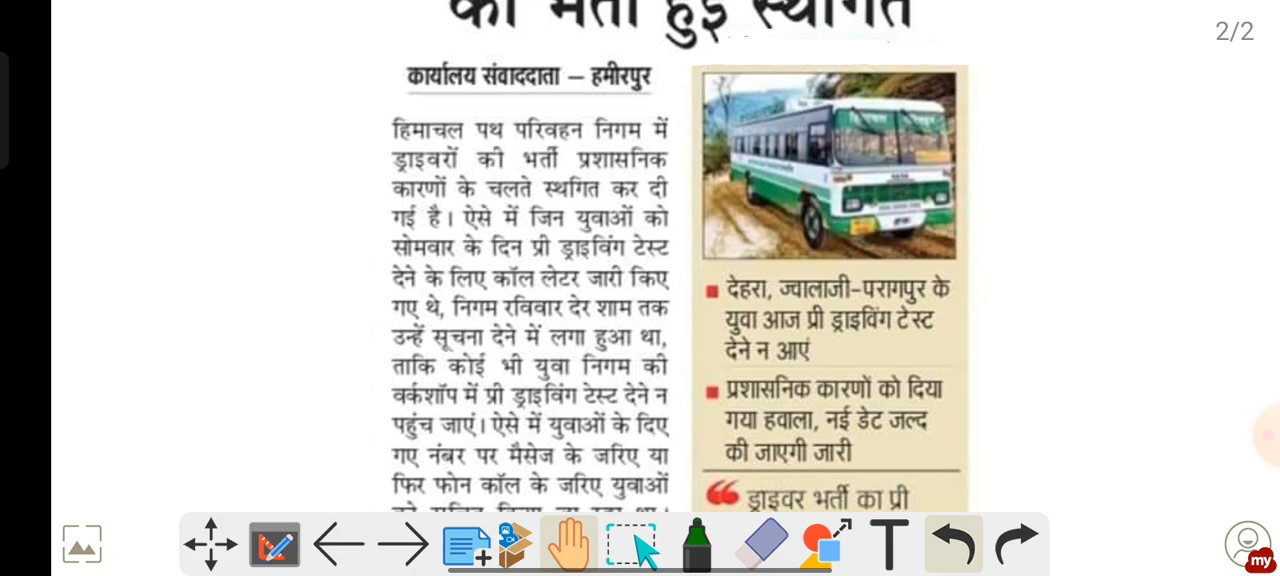 की भर्ती हुई स्थगित
2/2
कार्यालय संवाददाता – हमीरपुर
हिमाचल पथ परिवहन निगम में
ड्राइवरों की भर्ती प्रशासनिक
कारणों के चलते स्थगित कर दी
गई है। ऐसे में जिन युवाओं को
सोमवार के दिन प्री ड्राइविंग टेस्ट
देने के लिए कॉल लेटर जारी किए
गए थे, निगम रविवार देर शाम तक
उन्हें सूचना देने में लगा हुआ था,
ताकि कोई भी युवा निगम की
वर्कशॉप में प्री ड्राइविंग टेस्ट देने न
पहुंच जाएं। ऐसे में युवाओं के दिए
गए नंबर पर मैसेज के जरिए या
फिर फोन कॉल के जरिए युवाओं
देहरा, ज्वालाजी-परागपुर के
युवा आज प्री ड्राइविंग टेस्ट
देने न आएं
प्रशासनिक कारणों को दिया
गया हवाला, नई डेट जल्द
की जाएगी जारी
ड्राइवर भर्ती का प्री
T
my